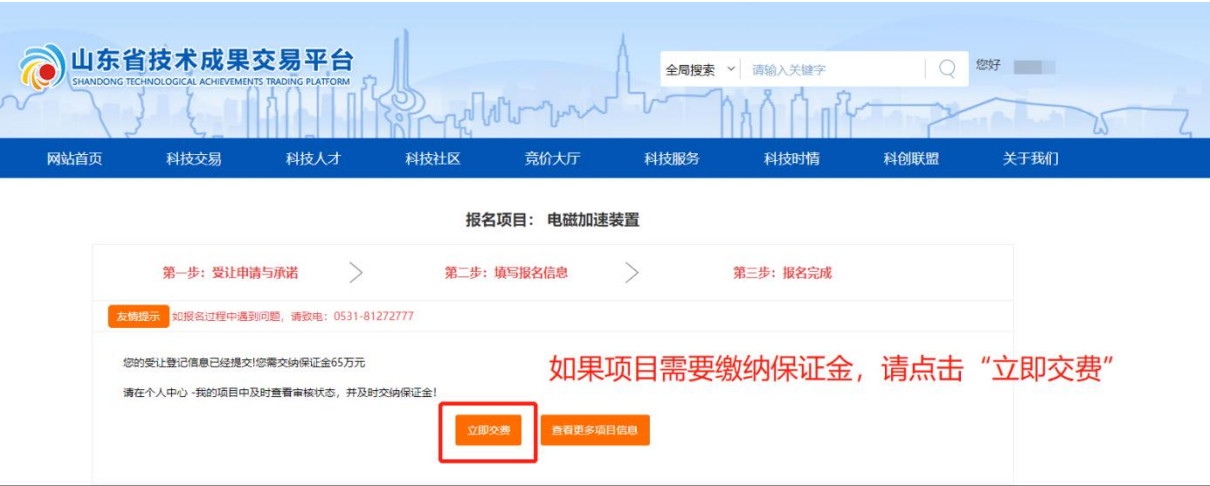 山东省技术成果交易平台
SHANDONG TECHNOLOGICAL ACHIEVEMENTS TRADING PLATFORM
全局搜索 请输入关键字 您好
网站首页 科技交易 科技人才 科技社区 竞价大厅 科技服务 科技时情 科创联盟 关于我们
报名项目： 电磁加速装置
第一步：受让申请与承诺 第二步：填写报名信息 第三步：报名完成
友情提示 如报名过程中遇到问题，请致电：0531-81272777
您的受让登记信息已经提交!您需交纳保证金65万元
如果项目需要缴纳保证金，请点击“立即交费”
请在个人中心 -我的项目中及时查看审核状态，并及时交纳保证金！
立即交费 查看更多项目信息